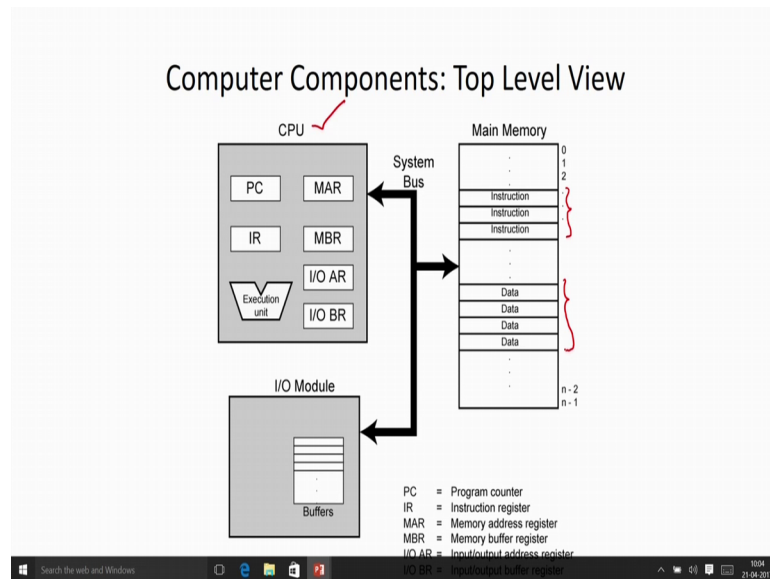 Computer Components: Top Level View
CPU
Main Memory
System
Bus
PC
MAR
IR
MBR
I/O AR
Execution
unit
I/O BR
0
1
2
.
Instruction
.
Instruction
.
Instruction
.
.
.
Data
Data
Data
Data
.
.
.
n - 2
n - 1
I/O Module
.
.
Buffers
PC = Program counter
IR = Instruction register
MAR = Memory address register
MBR = Memory buffer register
I/O AR = Input/output address register
I/O BR = Input/output buffer register
Search the web and Windows
10:04
21-04-201